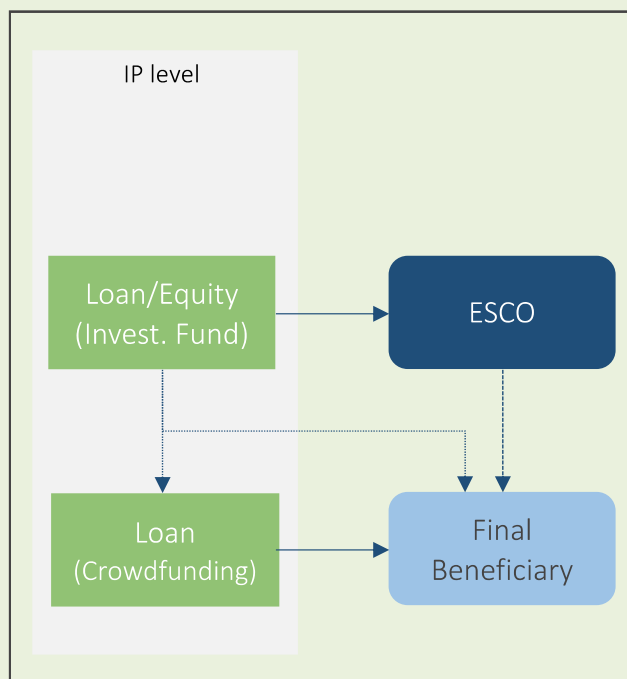 IP level
Loan/Equity
(Invest. Fund)
ESCO
Loan
(Crowdfunding)
Final
Beneficiary